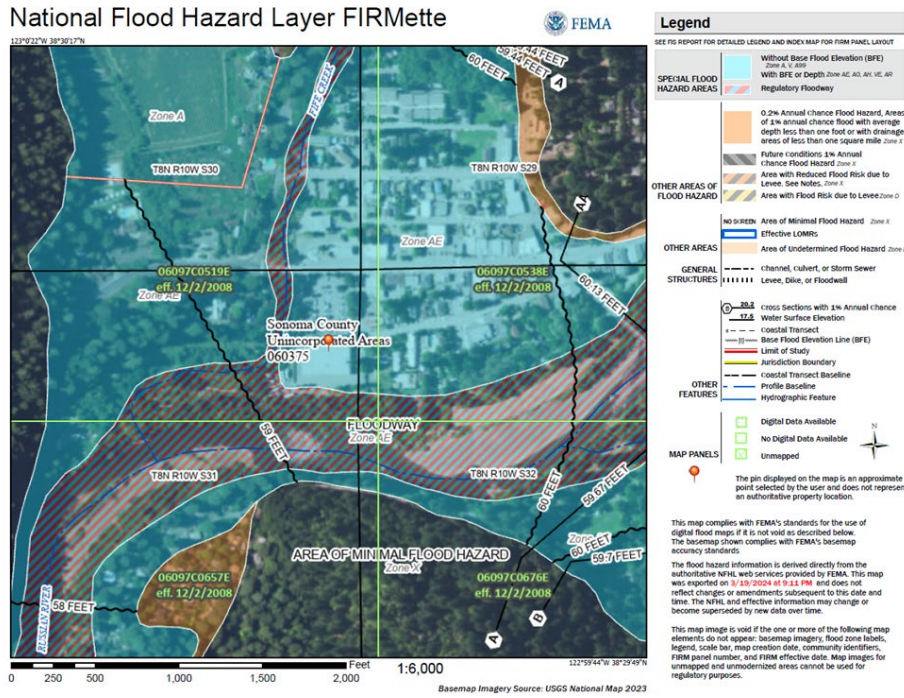 National Flood Hazard Layer FIRMette
FEMA
123°0'22"W 38°30'17"N
59.44 FEET
60 FEET
A
FIFE CREEK
Zone A
T8N R10W S30
T8N R10W S29
AA
Zone AE
60.13 FEET
06097C0519E
eff. 12/2/2008
Zone AE
06097C0538E
eff. 12/2/2008
Sonoma County
Unincorporated Areas
060375
FLOODWAY
Zone AE
59 FEET
T8N R10W S31
T8N R10W S32
60 FEET
59.67 FEET
AREA OF MINIMAL FLOOD HAZARD
Zone X
Zone
60 FEET
59.7 FEET
06097C0657E
eff. 12/2/2008
06097C0676E
eff. 12/2/2008
58 FEET
RUSSIAN RIVER
A
B
122°59'44"W 38°29'49"N
Feet
0 250 500 1,000 1,500 2,000
1:6,000
Basemap Imagery Source: USGS National Map 2023
Legend
SEE FIS REPORT FOR DETAILED LEGEND AND INDEX MAP FOR FIRM PANEL LAYOUT
SPECIAL FLOOD
HAZARD AREAS
Without Base Flood Elevation (BFE)
Zone A, V, A99
With BFE or Depth Zone AE, AO, AH, VE, AR
Regulatory Floodway
OTHER AREAS OF
FLOOD HAZARD
0.2% Annual Chance Flood Hazard, Areas
of 1% annual chance flood with average
depth less than one foot or with drainage
areas of less than one square mile Zone X
Future Conditions 1% Annual
Chance Flood Hazard Zone X
Area with Reduced Flood Risk due to
Levee. See Notes. Zone X
Area with Flood Risk due to Levee Zone D
OTHER AREAS
NO SCREEN Area of Minimal Flood Hazard Zone X
Effective LOMRs
Area of Undetermined Flood Hazard Zone
GENERAL
STRUCTURES
Channel, Culvert, or Storm Sewer
Levee, Dike, or Floodwall
OTHER
FEATURES
B 20.2 Cross Sections with 1% Annual Chance
17.5 Water Surface Elevation
8 Coastal Transect
513 Base Flood Elevation Line (BFE)
Limit of Study
Jurisdiction Boundary
Coastal Transect Baseline
Profile Baseline
Hydrographic Feature
MAP PANELS
Digital Data Available
No Digital Data Available
Unmapped
N
The pin displayed on the map is an approximate
point selected by the user and does not represen
an authoritative property location.
This map complies with FEMA's standards for the use of
digital flood maps if it is not void as described below.
The basemap shown complies with FEMA's basemap
accuracy standards
The flood hazard information is derived directly from the
authoritative NFHL web services provided by FEMA. This map
was exported on 3/19/2024 at 9:11 PM and does not
reflect changes or amendments subsequent to this date and
time. The NFHL and effective information may change or
become superseded by new data over time.
This map image is void if the one or more of the following map
elements do not appear: basemap imagery, flood zone labels,
legend, scale bar, map creation date, community identifiers,
FIRM panel number, and FIRM effective date. Map images for
unmapped and unmodernized areas cannot be used for
regulatory purposes.